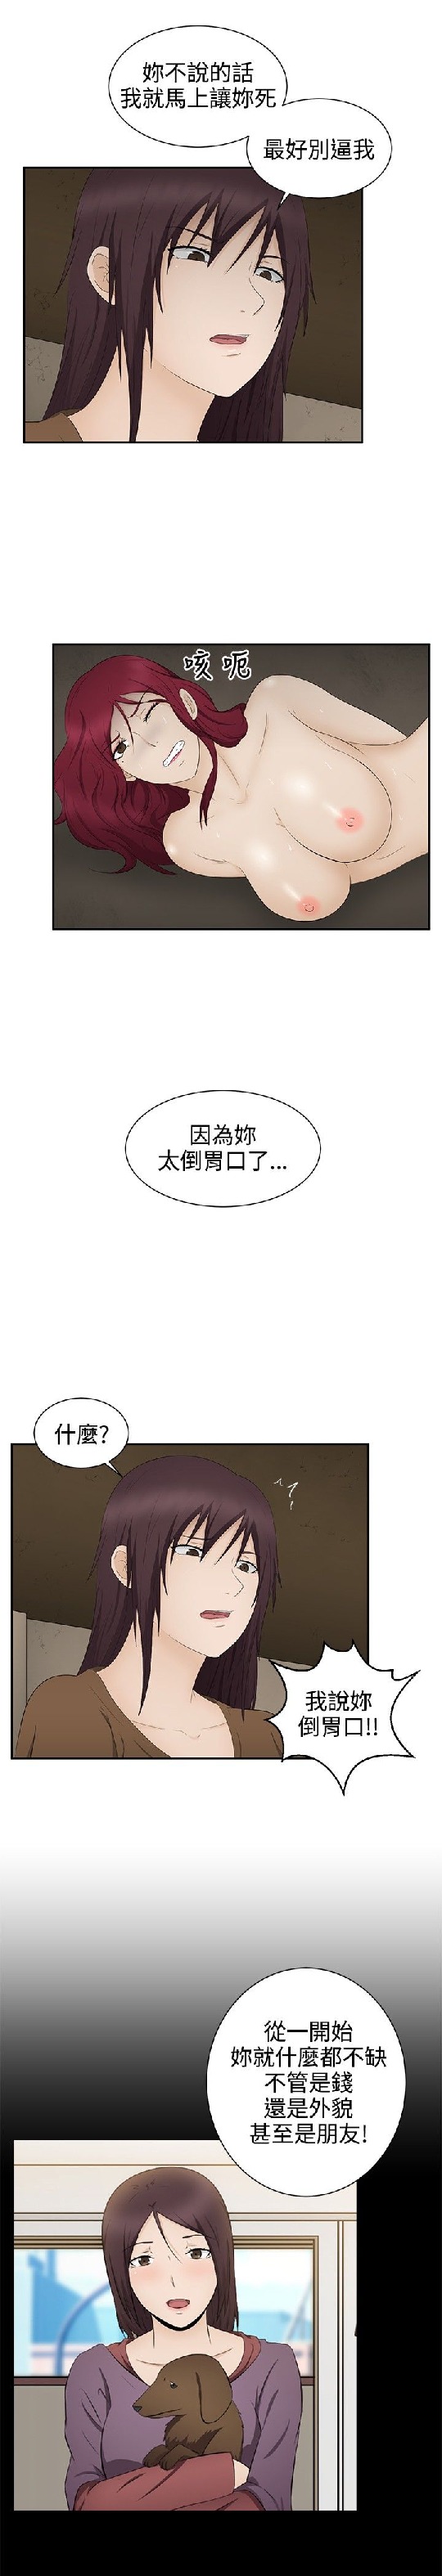 妳不說的話
我就馬上讓妳死
最好別逼我
咳 呃
因為妳
太倒胃口了...
什麼?
我說妳
倒胃口!!
從一開始
妳就什麼都不缺
不管是錢
還是外貌
甚至是朋友!